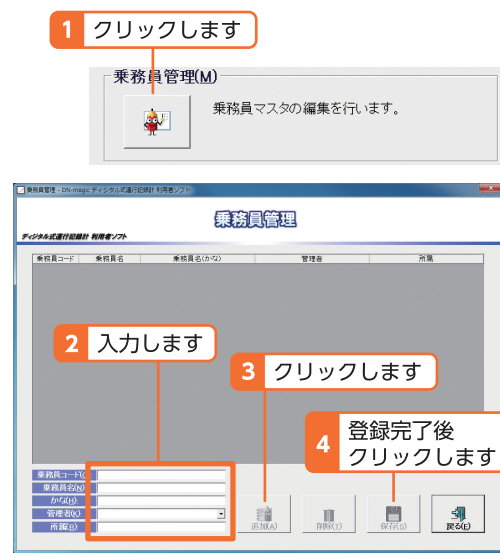 1 クリックします
乗務員管理(M)
乗務員マスタの編集を行います。
乗務員管理 - DN-magic ディジタル式運行記録計 利用者ソフト
乗務員管理
ディジタル式運行記録計 利用者ソフト
乗務員コード 乗務員名 乗務員名(かな) 管理者 所属
2 入力します
3 クリックします
4 登録完了後
クリックします
乗務員コード(C)
乗務員名(N)
かな(H)
管理者(K)
所属(B)
追加(A) 削除(I) 保存(S) 戻る(E)